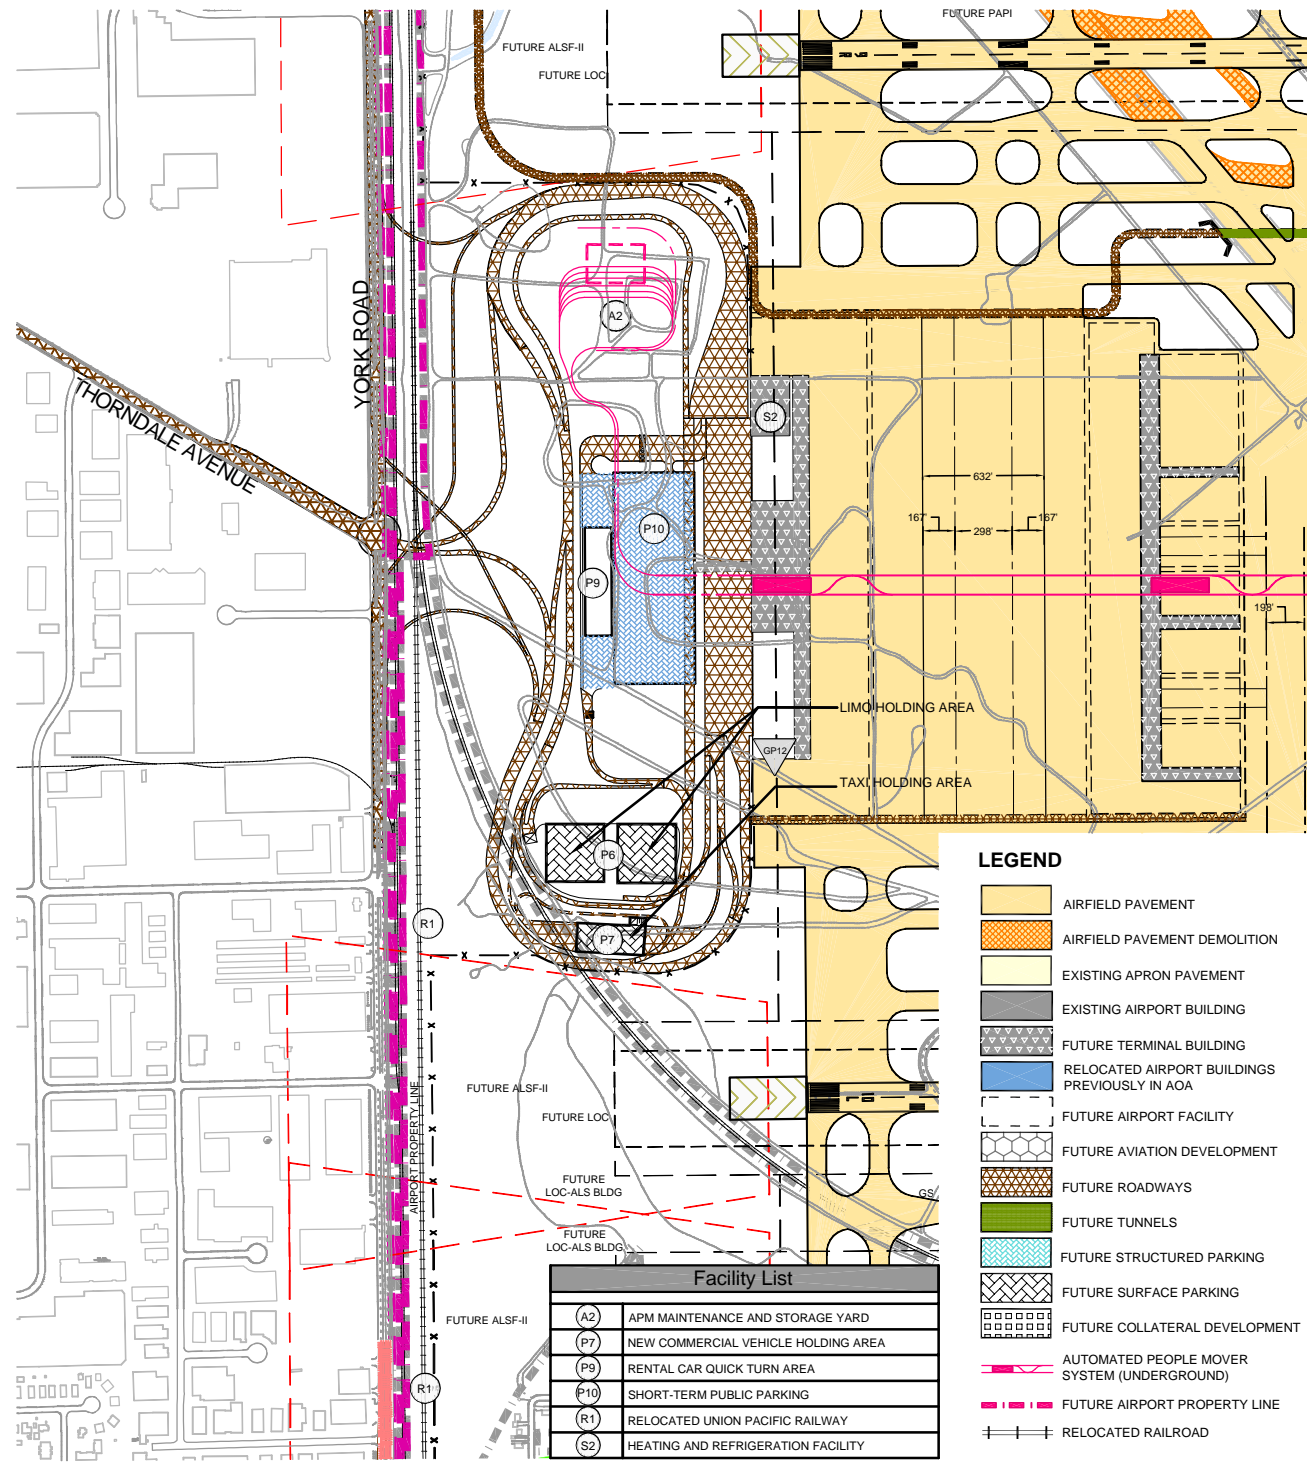 FUTURE PAPI
FUTURE ALSF-II
FUTURE LOC
YORK ROAD
THORNDALE AVENUE
A2
S2
P10
P9
632'
167'
298'
167'
198'
LIMO HOLDING AREA
GP12
TAXI HOLDING AREA
P6
P7
R1
FUTURE ALSF-II
FUTURE LOC
AIRPORT PROPERTY LINE
FUTURE
LOC-ALS BLDG
GS
FUTURE
LOC-ALS BLDG
FUTURE ALSF-II
R1
LEGEND
AIRFIELD PAVEMENT
AIRFIELD PAVEMENT DEMOLITION
EXISTING APRON PAVEMENT
EXISTING AIRPORT BUILDING
FUTURE TERMINAL BUILDING
RELOCATED AIRPORT BUILDINGS
PREVIOUSLY IN AOA
FUTURE AIRPORT FACILITY
FUTURE AVIATION DEVELOPMENT
FUTURE ROADWAYS
FUTURE TUNNELS
FUTURE STRUCTURED PARKING
FUTURE SURFACE PARKING
FUTURE COLLATERAL DEVELOPMENT
AUTOMATED PEOPLE MOVER
SYSTEM (UNDERGROUND)
FUTURE AIRPORT PROPERTY LINE
RELOCATED RAILROAD
Facility List
A2 APM MAINTENANCE AND STORAGE YARD
P7 NEW COMMERCIAL VEHICLE HOLDING AREA
P9 RENTAL CAR QUICK TURN AREA
P10 SHORT-TERM PUBLIC PARKING
R1 RELOCATED UNION PACIFIC RAILWAY
S2 HEATING AND REFRIGERATION FACILITY